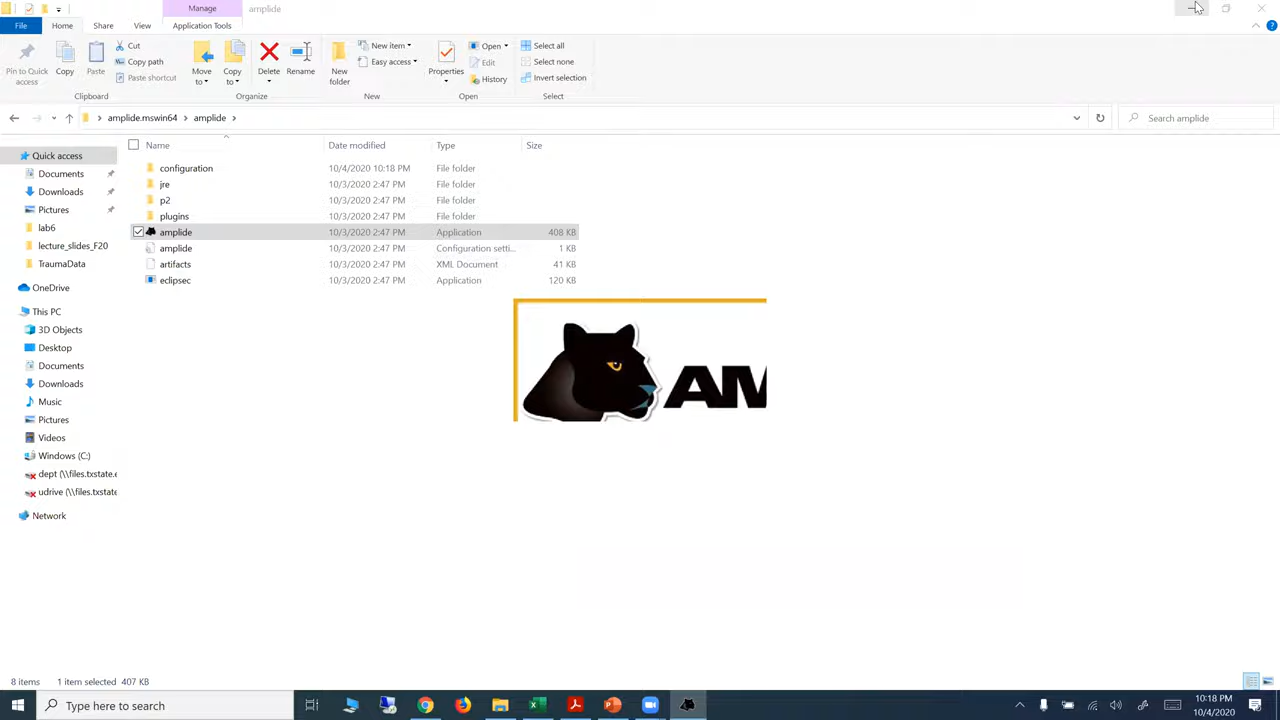 Manage
amplide
File
Home
Share
View
Application Tools
Pin to Quick access
Copy
Paste
Cut
Copy path
Paste shortcut
Clipboard
Move to
Copy to
Delete
Rename
Organize
New folder
New item
Easy access
New
Properties
Open
Edit
History
Open
Select all
Select none
Invert selection
Select
amplide.mswin64
amplide
Search amplide
Name
Date modified
Type
Size
configuration 10/4/2020 10:18 PM File folder
jre 10/3/2020 2:47 PM File folder
p2 10/3/2020 2:47 PM File folder
plugins 10/3/2020 2:47 PM File folder
amplide 10/3/2020 2:47 PM Application 408 KB
amplide 10/3/2020 2:47 PM Configuration setti... 1 KB
artifacts 10/3/2020 2:47 PM XML Document 41 KB
eclipsec 10/3/2020 2:47 PM Application 120 KB
Quick access
Documents
Downloads
Pictures
lab6
lecture_slides_F20
TraumaData
OneDrive
This PC
3D Objects
Desktop
Documents
Downloads
Music
Pictures
Videos
Windows (C:)
dept (\\files.txstate.e
udrive (\\files.txstate
Network
AM
8 items 1 item selected 407 KB
Type here to search
10:18 PM
10/4/2020